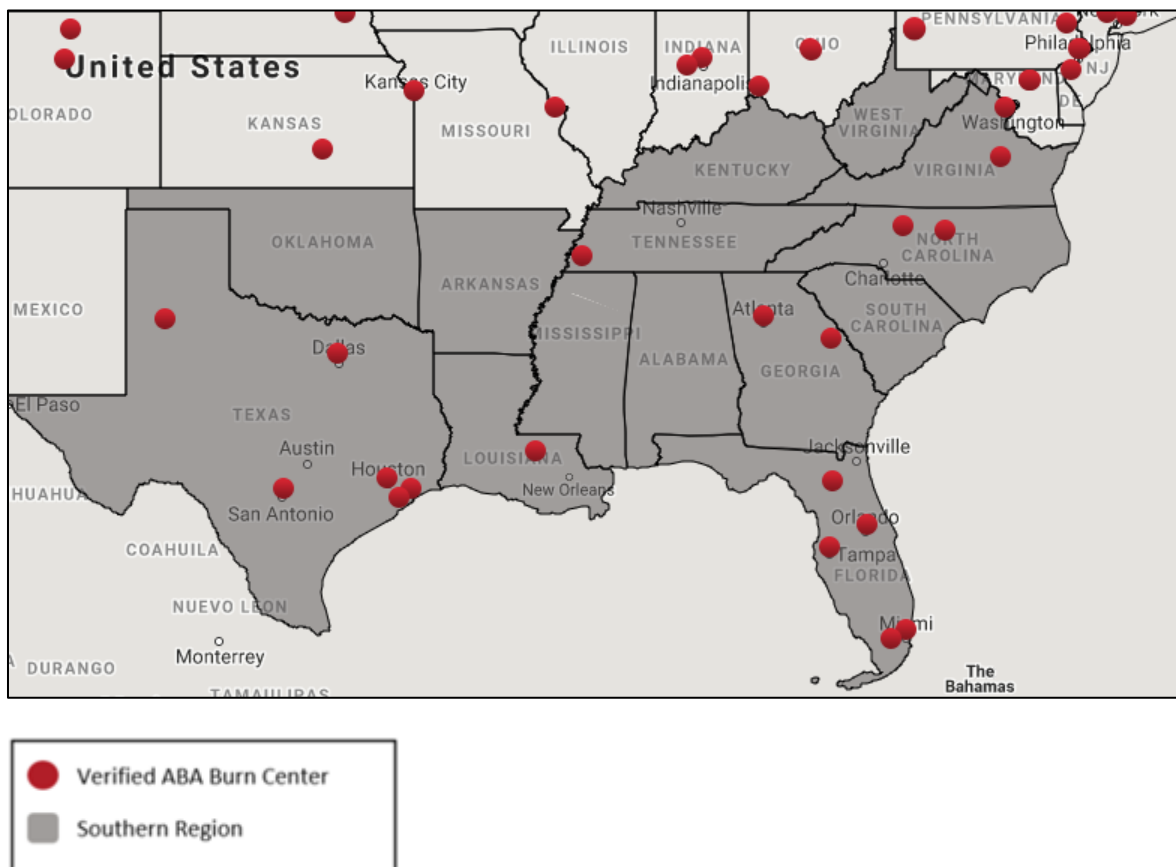 PENNSYLVANIA
ILLINOIS
INDIANA
OHIO
Philadelphia
United States
NJ
Kansas City
Indianapolis
MARYLAND
DE
COLORADO
KANSAS
MISSOURI
WEST
VIRGINIA
Washington
KENTUCKY
VIRGINIA
Nashville
OKLAHOMA
TENNESSEE
NORTH
CAROLINA
Charlotte
ARKANSAS
MEXICO
Atlanta
SOUTH
CAROLINA
MISSISSIPPI
Dallas
ALABAMA
GEORGIA
El Paso
TEXAS
Austin
Jacksonville
LOUISIANA
Houston
New Orleans
HUAHUA
San Antonio
Orlando
COAHUILA
Tampa
FLORIDA
NUEVO LEON
Miami
Monterrey
DURANGO
The
Bahamas
TAMAULIPAS
Verified ABA Burn Center
Southern Region